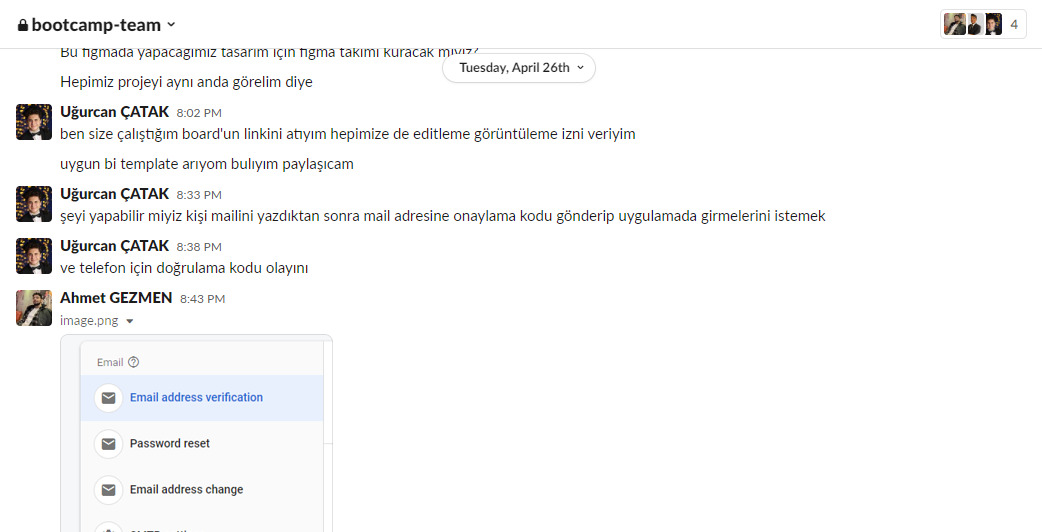 bootcamp-team
4
Bu figmada yapacağımız tasarım için figma takımı kuracak mıyız?
Tuesday, April 26th
Hepimiz projeyi aynı anda görelim diye
Uğurcan ÇATAK 8:02 PM
ben size çalıştığım board'un linkini atıyım hepimize de editleme görüntüleme izni veriyim
uygun bi template arıyom bulıyım paylaşıcam
Uğurcan ÇATAK 8:33 PM
şeyi yapabilir miyiz kişi mailini yazdıktan sonra mail adresine onaylama kodu gönderip uygulamada girmelerini istemek
Uğurcan ÇATAK 8:38 PM
ve telefon için doğrulama kodu olayını
Ahmet GEZMEN 8:43 PM
image.png
Email
Email address verification
Password reset
Email address change